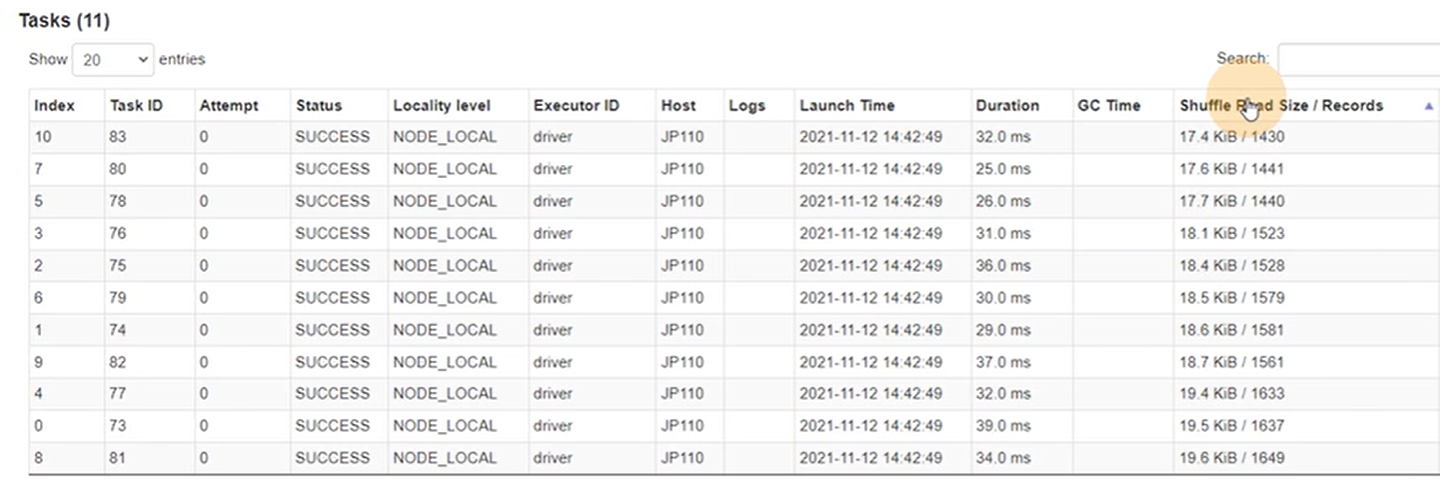 Tasks (11)
Show 20 entries Search:
Index Task ID Attempt Status Locality level Executor ID Host Logs Launch Time Duration GC Time Shuffle Read Size / Records
10 83 0 SUCCESS NODE_LOCAL driver JP110 2021-11-12 14:42:49 32.0 ms 17.4 KiB / 1430
7 80 0 SUCCESS NODE_LOCAL driver JP110 2021-11-12 14:42:49 25.0 ms 17.6 KiB / 1441
5 78 0 SUCCESS NODE_LOCAL driver JP110 2021-11-12 14:42:49 26.0 ms 17.7 KiB / 1440
3 76 0 SUCCESS NODE_LOCAL driver JP110 2021-11-12 14:42:49 31.0 ms 18.1 KiB / 1523
2 75 0 SUCCESS NODE_LOCAL driver JP110 2021-11-12 14:42:49 36.0 ms 18.4 KiB / 1528
6 79 0 SUCCESS NODE_LOCAL driver JP110 2021-11-12 14:42:49 30.0 ms 18.5 KiB / 1579
1 74 0 SUCCESS NODE_LOCAL driver JP110 2021-11-12 14:42:49 29.0 ms 18.6 KiB / 1581
9 82 0 SUCCESS NODE_LOCAL driver JP110 2021-11-12 14:42:49 37.0 ms 18.7 KiB / 1561
4 77 0 SUCCESS NODE_LOCAL driver JP110 2021-11-12 14:42:49 32.0 ms 19.4 KiB / 1633
0 73 0 SUCCESS NODE_LOCAL driver JP110 2021-11-12 14:42:49 39.0 ms 19.5 KiB / 1637
8 81 0 SUCCESS NODE_LOCAL driver JP110 2021-11-12 14:42:49 34.0 ms 19.6 KiB / 1649